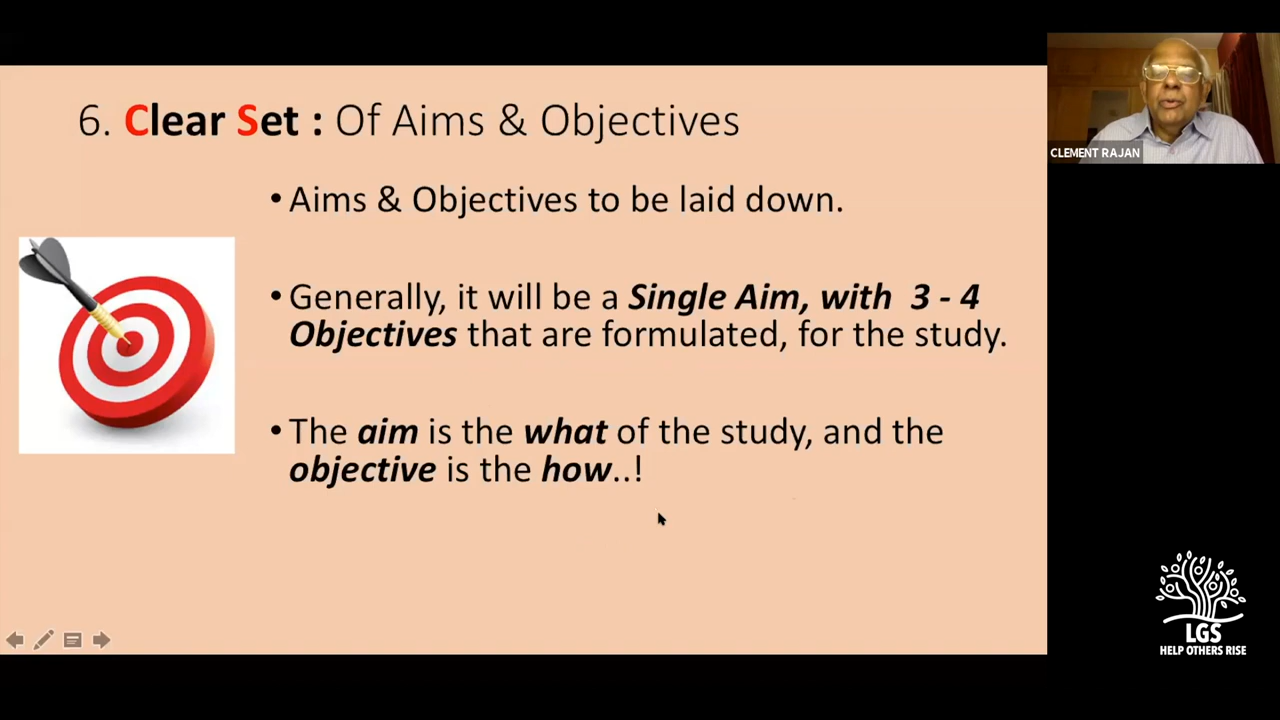 6. Clear Set : Of Aims & Objectives
• Aims & Objectives to be laid down.
• Generally, it will be a Single Aim, with 3 - 4
Objectives that are formulated, for the study.
• The aim is the what of the study, and the
objective is the how..!
CLEMENT RAJAN
LGS
HELP OTHERS RISE